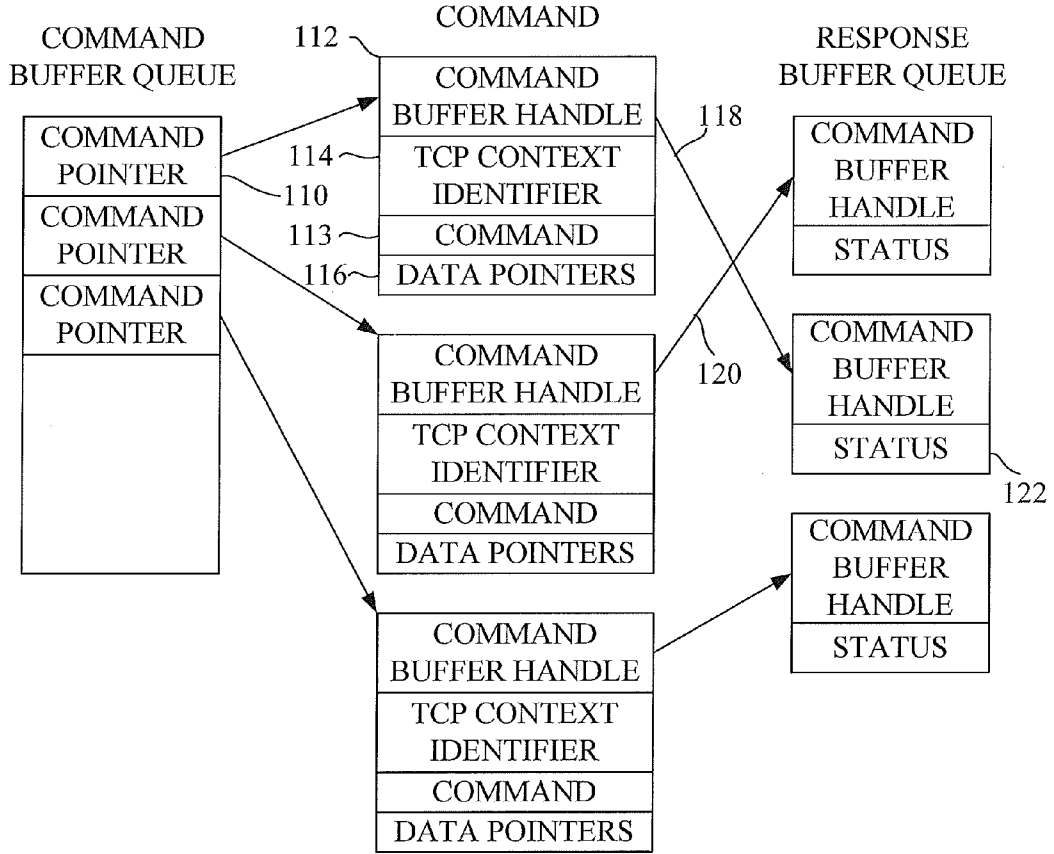 COMMAND
BUFFER QUEUE
COMMAND
POINTER
110
COMMAND
POINTER
COMMAND
POINTER
COMMAND
112
COMMAND
BUFFER HANDLE
114
TCP CONTEXT
IDENTIFIER
113
COMMAND
116
DATA POINTERS
COMMAND
BUFFER HANDLE
TCP CONTEXT
IDENTIFIER
COMMAND
DATA POINTERS
COMMAND
BUFFER HANDLE
TCP CONTEXT
IDENTIFIER
COMMAND
DATA POINTERS
118
120
RESPONSE
BUFFER QUEUE
COMMAND
BUFFER
HANDLE
STATUS
COMMAND
BUFFER
HANDLE
STATUS
122
COMMAND
BUFFER
HANDLE
STATUS